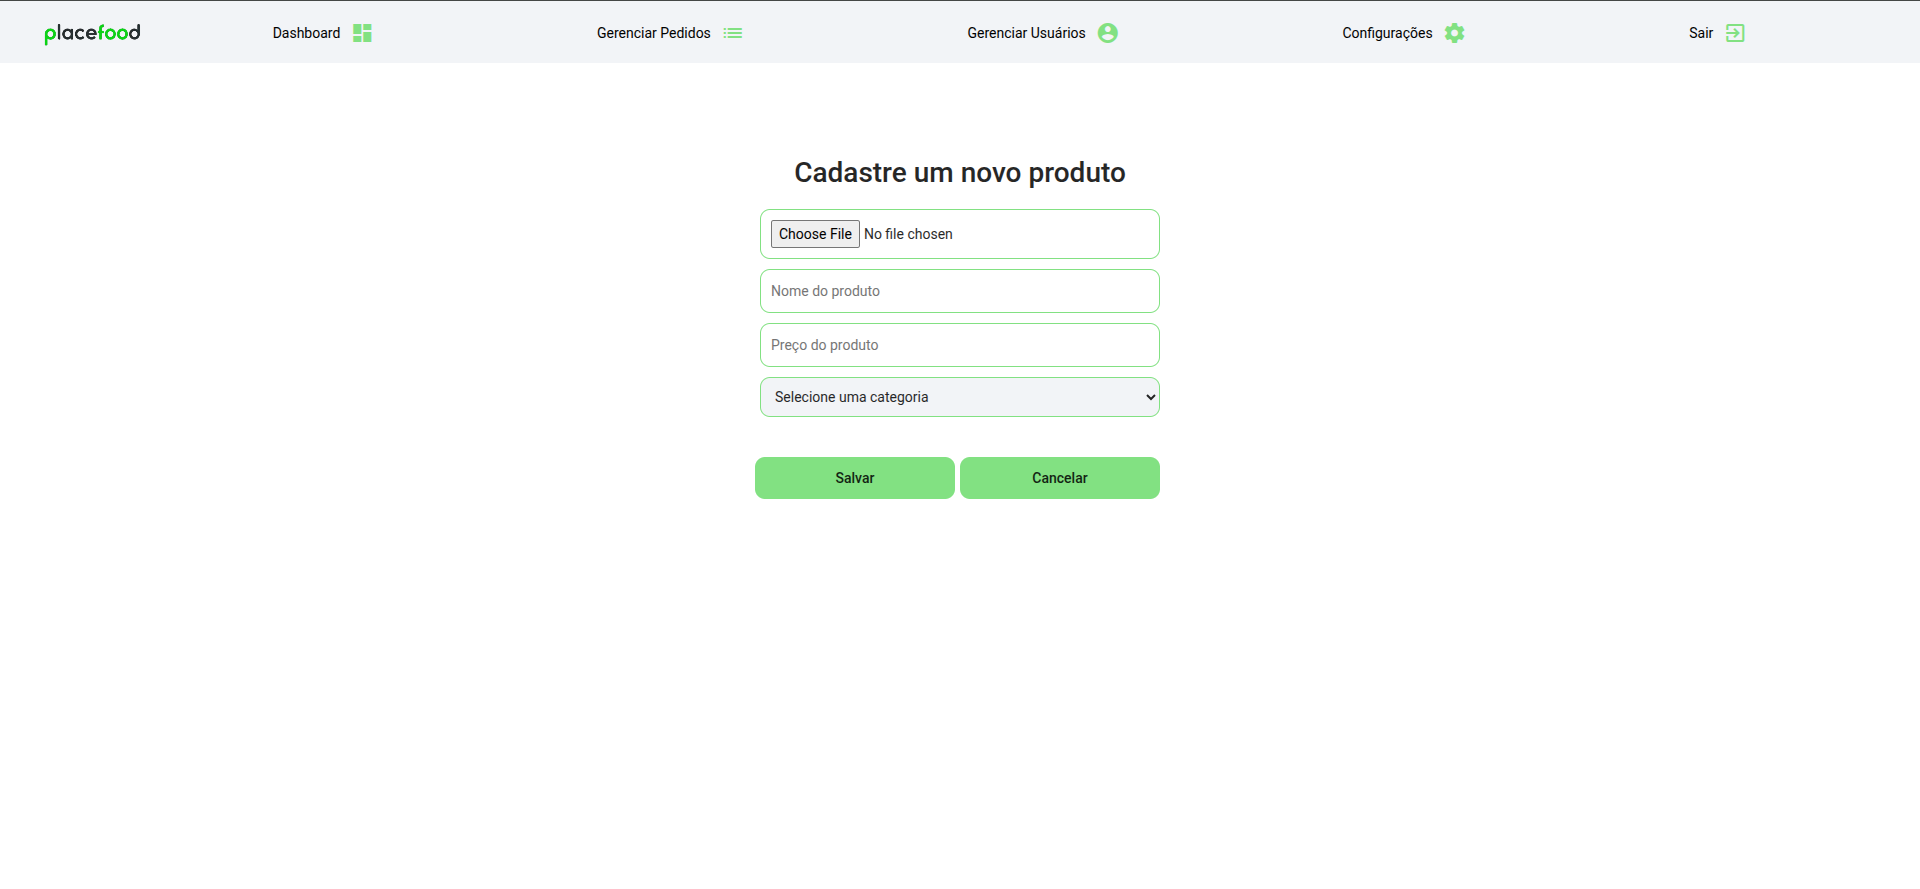 placefood
Dashboard
Gerenciar Pedidos
Gerenciar Usuários
Configurações
Sair
Cadastre um novo produto
Choose File No file chosen
Nome do produto
Preço do produto
Selecione uma categoria
Salvar
Cancelar